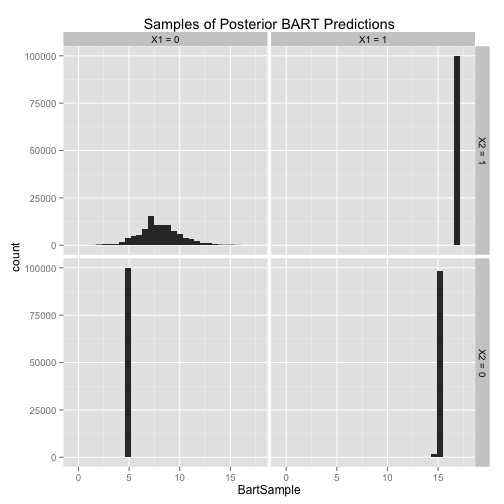 Samples of Posterior BART Predictions
X1 = 0 X1 = 1
100000
75000
50000
25000
0
X2 = 1
100000
75000
50000
25000
0
X2 = 0
count
0 5 10 15 0 5 10 15
BartSample